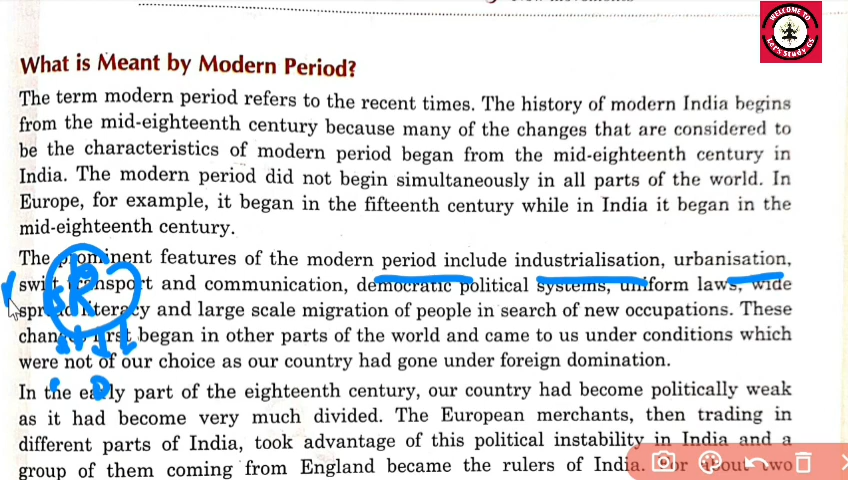 WELCOME TO
Let's Study GS
What is Meant by Modern Period?
The term modern period refers to the recent times. The history of modern India begins
from the mid-eighteenth century because many of the changes that are considered to
be the characteristics of modern period began from the mid-eighteenth century in
India. The modern period did not begin simultaneously in all parts of the world. In
Europe, for example, it began in the fifteenth century while in India it began in the
mid-eighteenth century.
The prominent features of the modern period include industrialisation, urbanisation,
swift transport and communication, democratic political systems, uniform laws, wide
spread literacy and large scale migration of people in search of new occupations. These
changes first began in other parts of the world and came to us under conditions which
were not of our choice as our country had gone under foreign domination.
In the early part of the eighteenth century, our country had become politically weak
as it had become very much divided. The European merchants, then trading in
different parts of India, took advantage of this political instability in India and a
group of them coming from England became the rulers of India. For about two